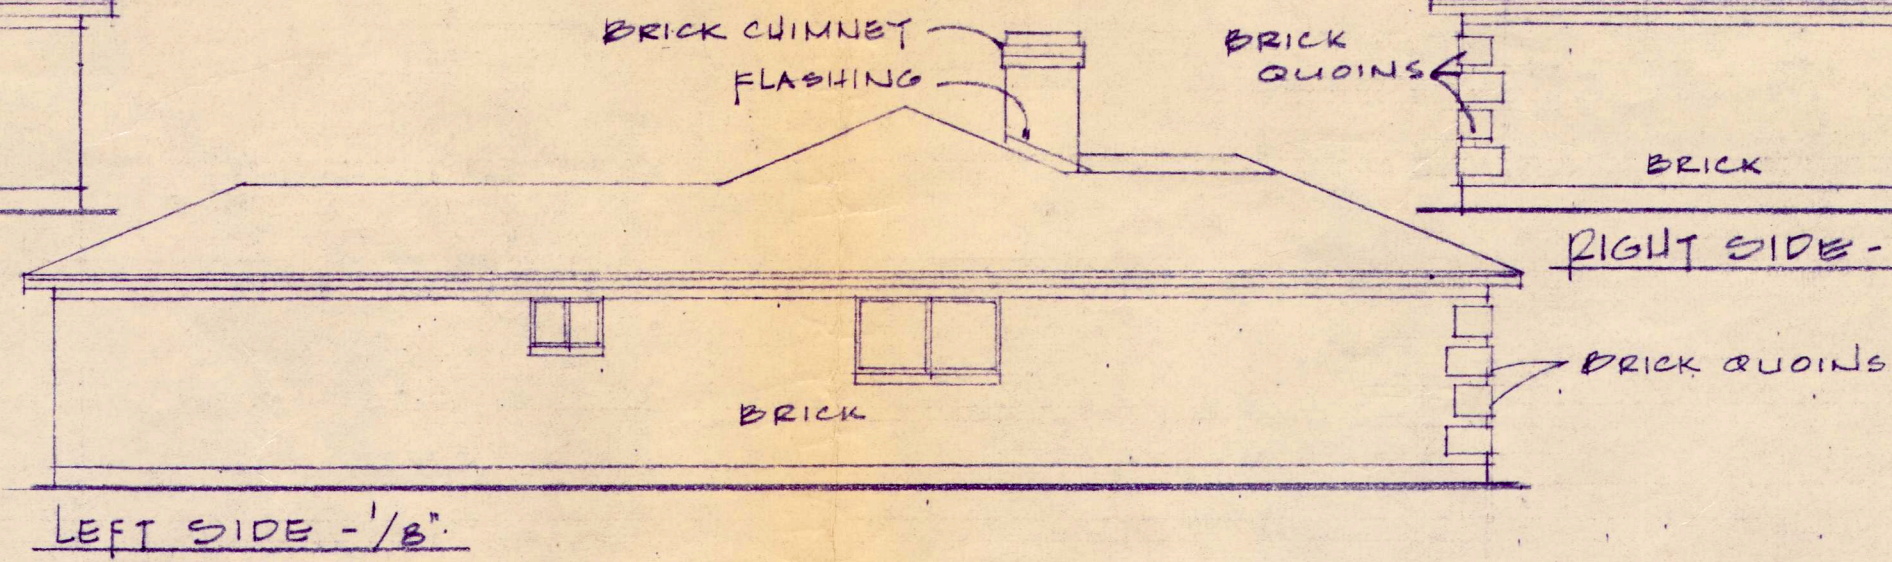 BRICK CHIMNEY
FLASHING
BRICK
QUOINS
BRICK
RIGHT SIDE -
BRICK QUOINS
BRICK
LEFT SIDE - 1/8"